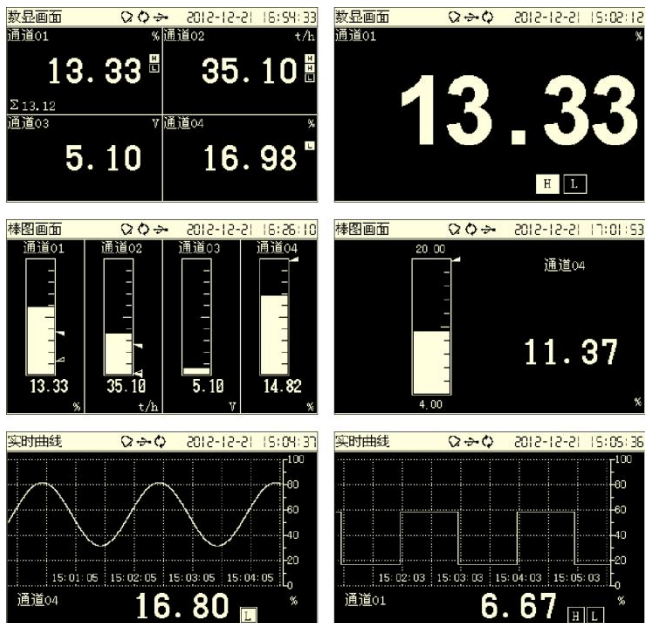 数显画面 2012-12-21 16:54:33
通道01 %
13.33 H L
Σ13.12
通道02 t/h
35.10 H H L
通道03 V
5.10
通道04 %
16.98 L
数显画面 2012-12-21 15:02:12
通道01 %
13.33
H L
棒图画面 2012-12-21 16:26:10
通道01 通道02 通道03 通道04
13.33 35.10 5.10 14.82
% t/h V %
棒图画面 2012-12-21 17:01:53
20 00
通道04
11.37
4.00 %
实时曲线 2012-12-21 15:04:37
100
80
60
40
20
15:01:05 15:02:05 15:03:05 15:04:05
0
通道04 16.80 L %
实时曲线 2012-12-21 15:05:36
100
80
60
40
20
15:02:03 15:03:03 15:04:03 15:05:03
0
通道01 6.67 H L %